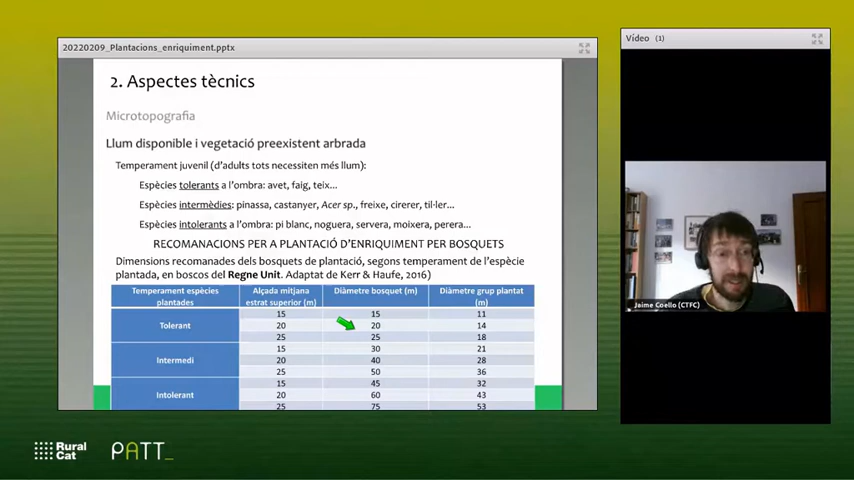 20220209_Plantacions_enriquiment.pptx
Vídeo (1)
2. Aspectes tècnics
Microtopografia
Llum disponible i vegetació preexistent arbrada
Temperament juvenil (d'adults tots necessiten més llum):
Espècies tolerants a l'ombra: avet, faig, teix...
Espècies intermèdies: pinassa, castanyer, Acer sp., freixe, cirerer, til·ler...
Espècies intolerants a l'ombra: pi blanc, noguera, servera, moixera, perera...
RECOMANACIONS PER A PLANTACIÓ D'ENRIQUIMENT PER BOSQUETS
Dimensions recomanades dels bosquets de plantació, segons temperament de l'espècie
plantada, en boscos del Regne Unit. Adaptat de Kerr & Haufe, 2016)
Temperament espècies plantades Alçada mitjana estrat superior (m) Diàmetre bosquet (m) Diàmetre grup plantat (m)
15 15 11
Tolerant 20 20 14
25 25 18
15 30 21
Intermedi 20 40 28
25 50 36
15 45 32
Intolerant 20 60 43
25 75 53
Jaime Coello (CTFC)
Rural
Cat
PATT_